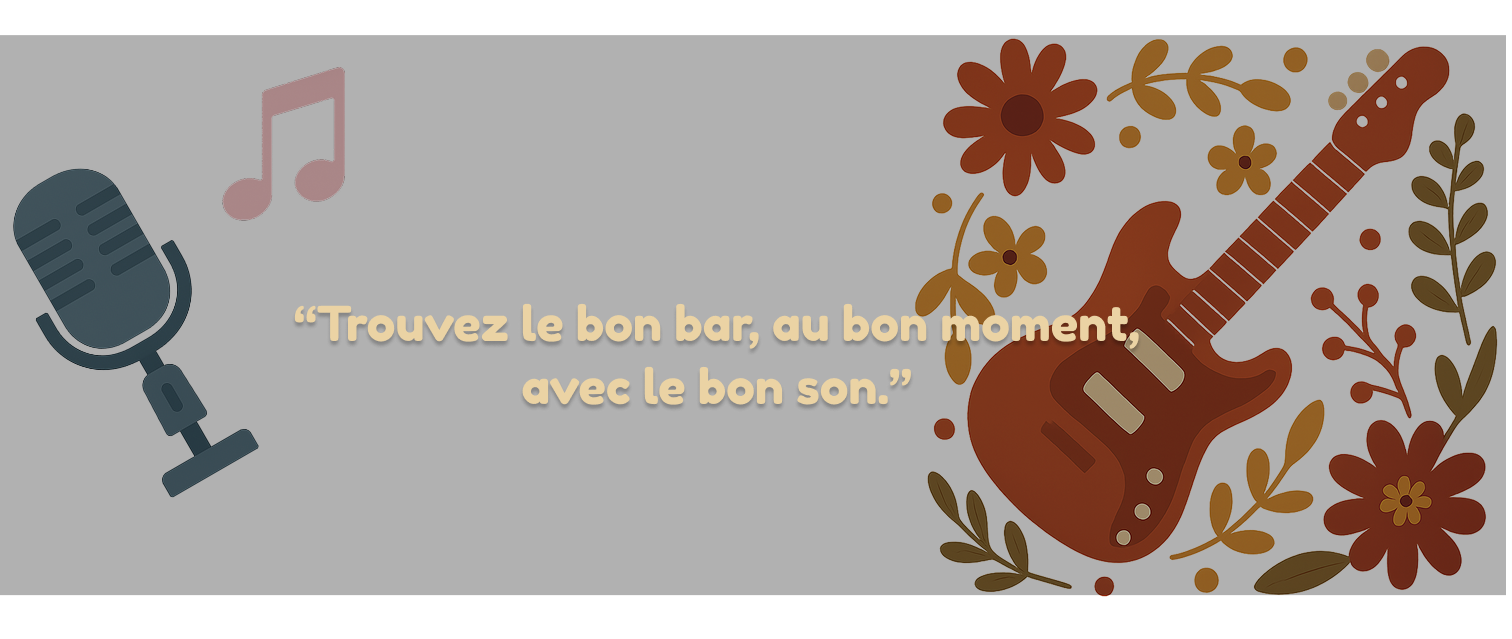 “Trouvez le bon bar, au bon moment,
avec le bon son.”